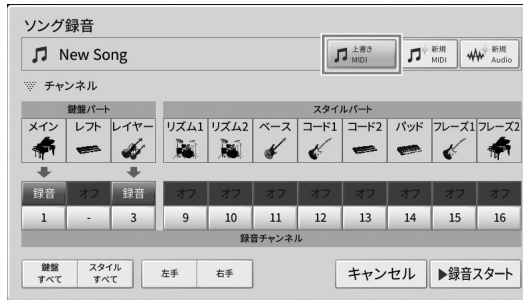 ソング録音
New Song
上書き
MIDI
新規
MIDI
新規
Audio
チャンネル
鍵盤パート
スタイルパート
メイン レフト レイヤー リズム1 リズム2 ベース コード1 コード2 パッド フレーズ1 フレーズ2
録音 オフ 録音 オフ オフ オフ オフ オフ オフ オフ オフ
1 - 3 9 10 11 12 13 14 15 16
録音チャンネル
鍵盤
すべて
スタイル
すべて
左手 右手 キャンセル ▶録音スタート